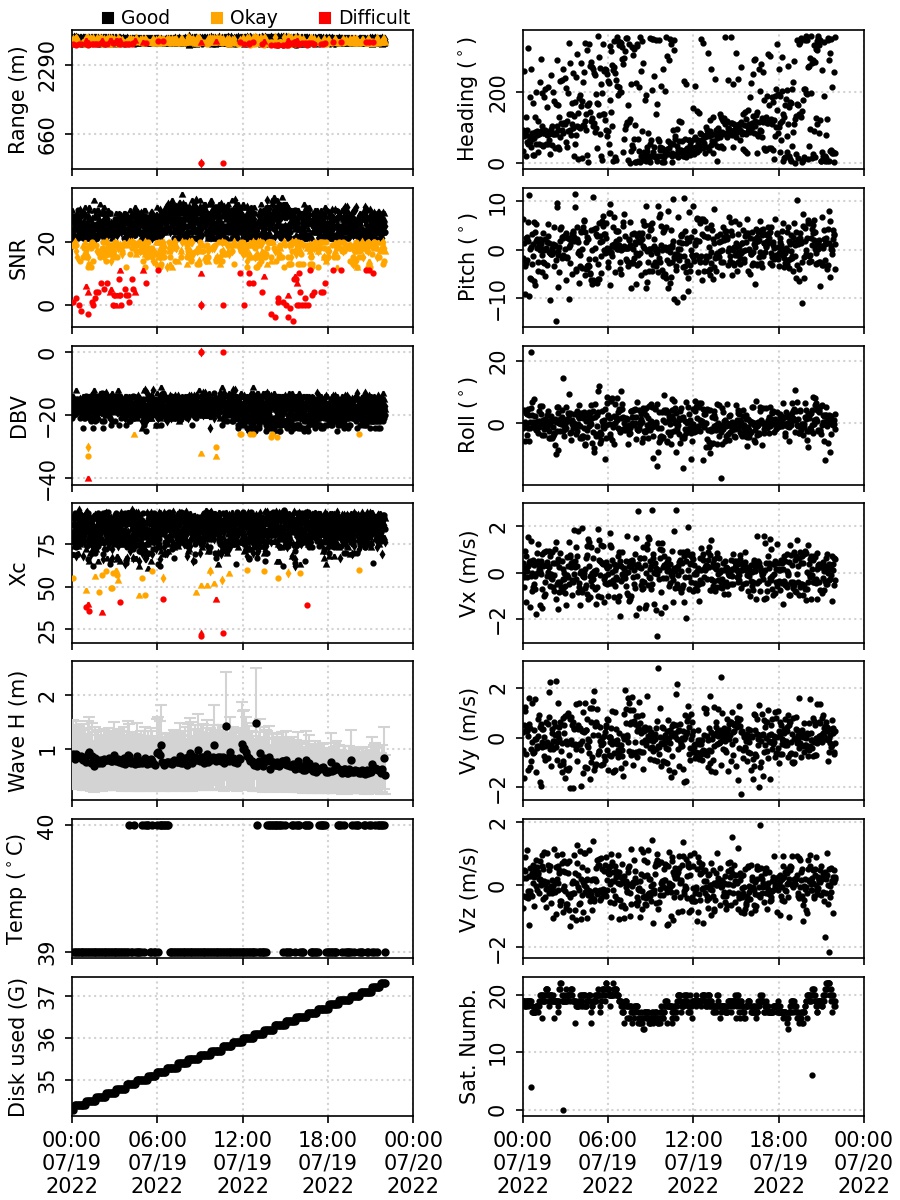 Good Okay Difficult
Range (m)
2290
660
SNR
20
0
DBV
0
−20
−40
Xc
75
50
25
Wave H (m)
2
1
Temp (°C)
40
39
Disk used (G)
37
36
35
00:00 06:00 12:00 18:00 00:00
07/19 07/19 07/19 07/19 07/20
2022 2022 2022 2022 2022
Heading (°)
200
0
Pitch (°)
10
0
−10
Roll (°)
20
0
Vx (m/s)
2
0
−2
Vy (m/s)
2
0
−2
Vz (m/s)
2
0
−2
Sat. Numb.
20
10
0
00:00 06:00 12:00 18:00 00:00
07/19 07/19 07/19 07/19 07/20
2022 2022 2022 2022 2022